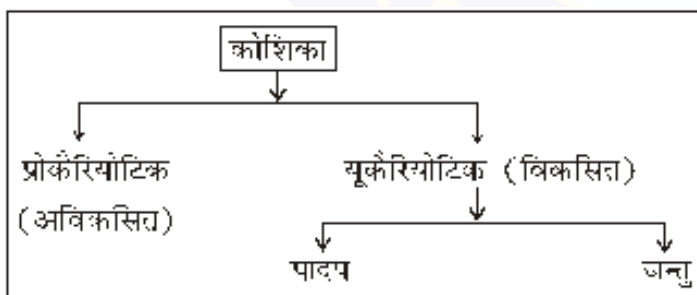 कोशिका
प्रोकैरियोटिक यूकैरियोटिक (विकसित)
(अविकसित)
पादप जन्तु